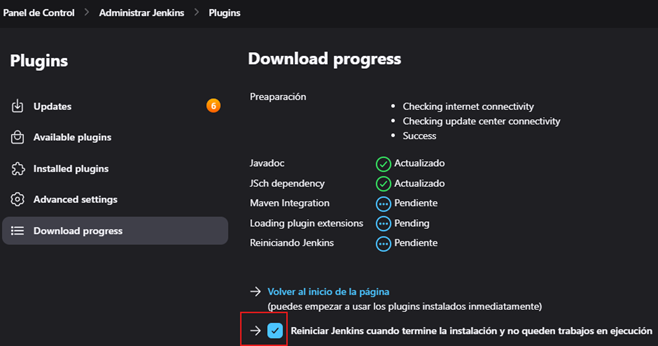 Panel de Control > Administrar Jenkins > Plugins
Plugins
Updates 6
Available plugins
Installed plugins
Advanced settings
Download progress
Download progress
Preaparación
• Checking internet connectivity
• Checking update center connectivity
• Success
Javadoc Actualizado
JSch dependency Actualizado
Maven Integration Pendiente
Loading plugin extensions Pending
Reiniciando Jenkins Pendiente
→ Volver al inicio de la página
(puedes empezar a usar los plugins instalados inmediatamente)
→ Reiniciar Jenkins cuando termine la instalación y no queden trabajos en ejecución